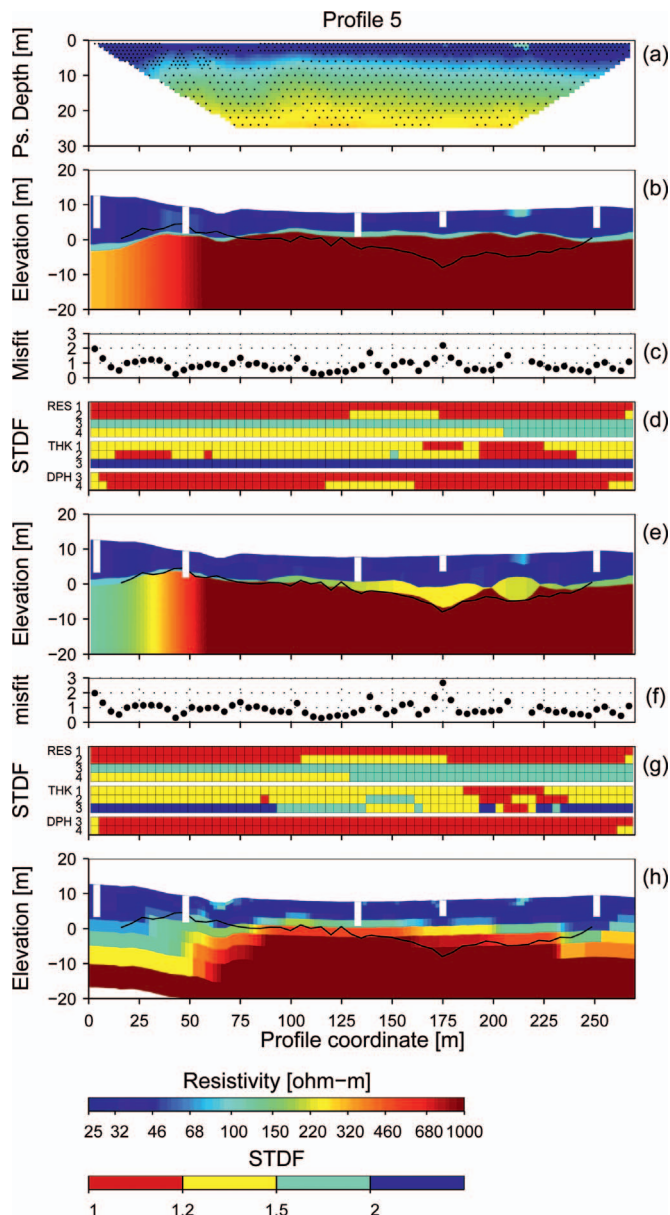 Profile 5
Ps. Depth [m]
0
10
20
30
(a)
Elevation [m]
20
10
0
−10
−20
(b)
Misfit
3
2
1
0
(c)
STDF
RES 1
2
3
4
THK 1
2
3
DPH 3
4
(d)
Elevation [m]
20
10
0
−10
−20
(e)
misfit
3
2
1
0
(f)
STDF
RES 1
2
3
4
THK 1
2
3
DPH 3
4
(g)
Elevation [m]
20
10
0
−10
−20
(h)
0 25 50 75 100 125 150 175 200 225 250
Profile coordinate [m]
Resistivity [ohm−m]
25 32 46 68 100 150 220 320 460 680 1000
STDF
1 1.2 1.5 2